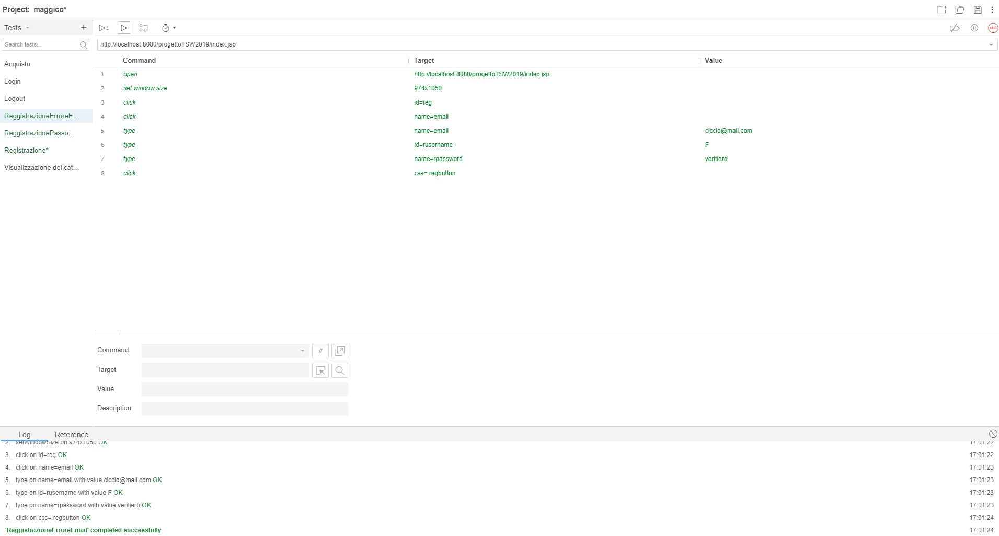 Project: maggico*
Tests
Search tests...
Acquisto
Login
Logout
ReggistrazioneErroreE...
ReggistrazionePasso...
Registrazione*
Visualizzazione del cat...
REC
http://localhost:8080/progettoTSW2019/index.jsp
Command Target Value
1 open http://localhost:8080/progettoTSW2019/index.jsp
2 set window size 974x1050
3 click id=reg
4 click name=email
5 type name=email ciccio@mail.com
6 type id=rusername F
7 type name=rpassword veritiero
8 click css=.regbutton
Command //
Target
Value
Description
Log Reference
2. setWindowSize on 974x1050 OK 17:01:22
3. click on id=reg OK 17:01:22
4. click on name=email OK 17:01:23
5. type on name=email with value ciccio@mail.com OK 17:01:23
6. type on id=rusername with value F OK 17:01:23
7. type on name=rpassword with value veritiero OK 17:01:23
8. click on css=.regbutton OK 17:01:24
'ReggistrazioneErroreEmail' completed successfully 17:01:24